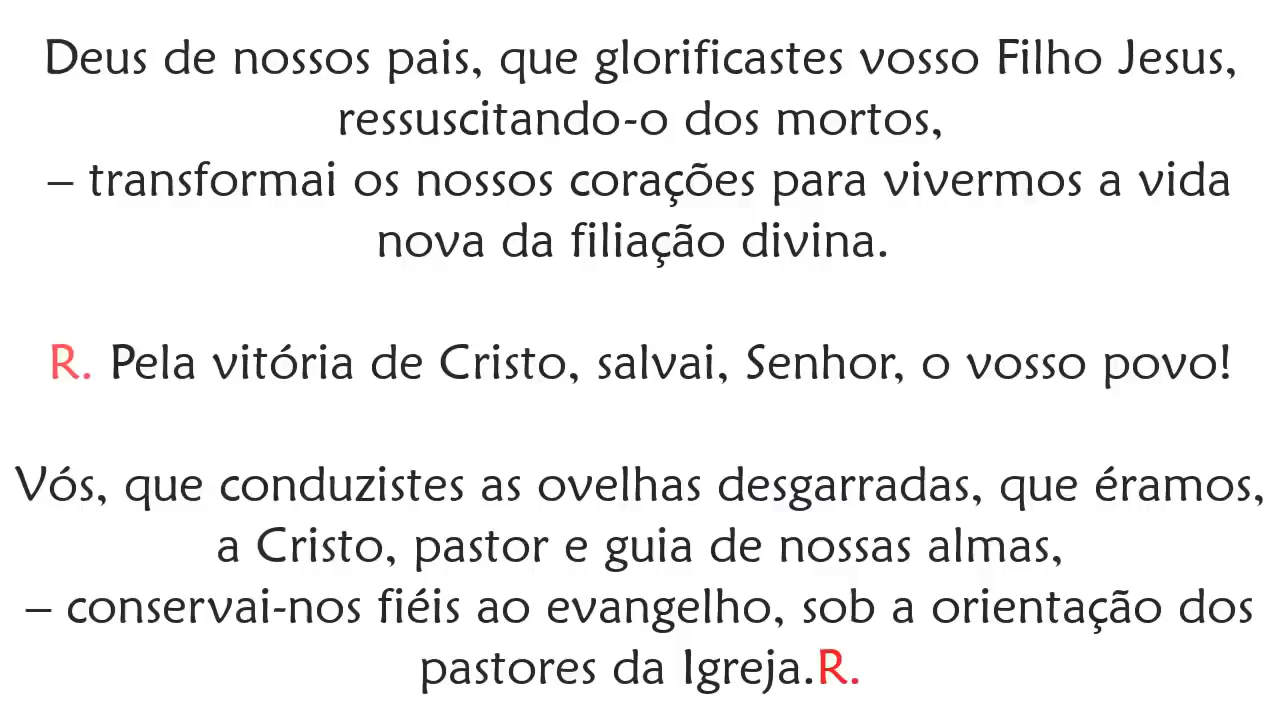 Deus de nossos pais, que glorificastes vosso Filho Jesus,
ressuscitando-o dos mortos,
– transformai os nossos corações para vivermos a vida
nova da filiação divina.
R. Pela vitória de Cristo, salvai, Senhor, o vosso povo!
Vós, que conduzistes as ovelhas desgarradas, que éramos,
a Cristo, pastor e guia de nossas almas,
– conservai-nos fiéis ao evangelho, sob a orientação dos
pastores da Igreja.R.